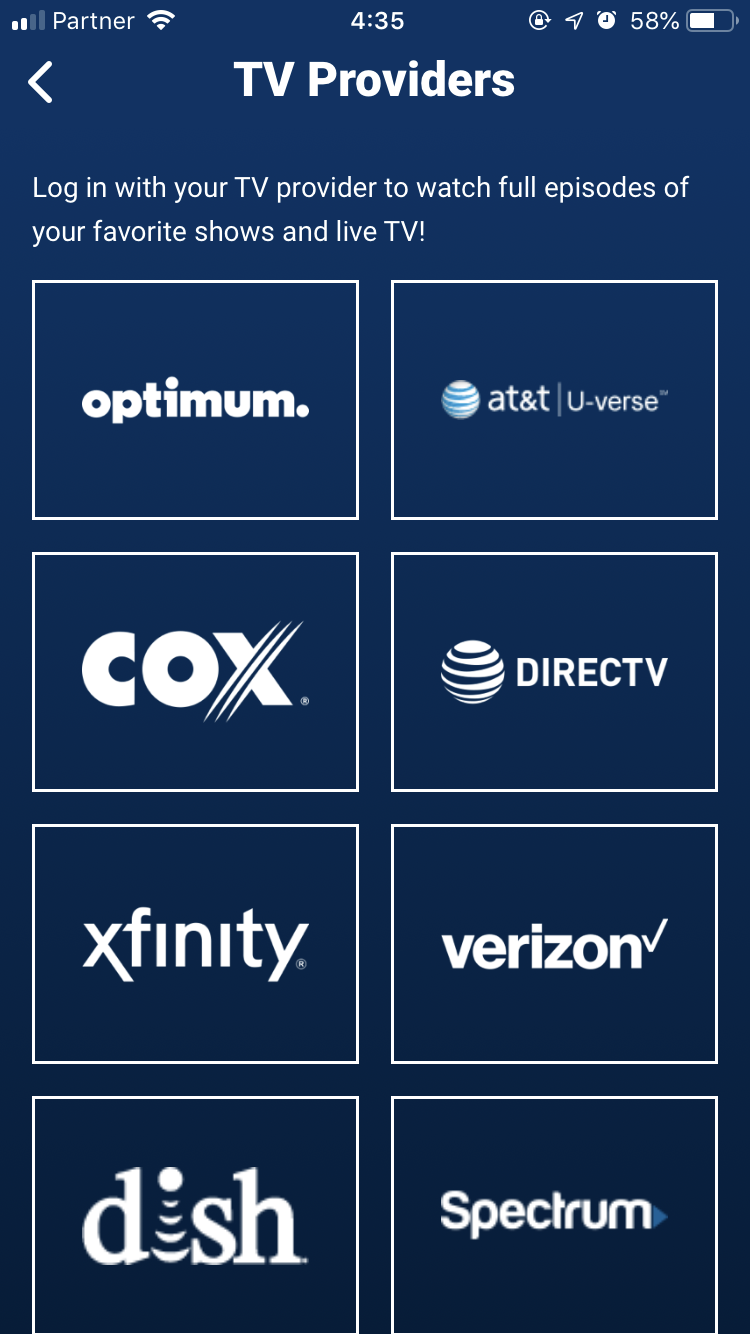 Partner 4:35 58%
TV Providers
Log in with your TV provider to watch full episodes of
your favorite shows and live TV!
optimum.
at&t | U-verse℠
COX®
DIRECTV
xfinity®
verizon✓
dish
Spectrum